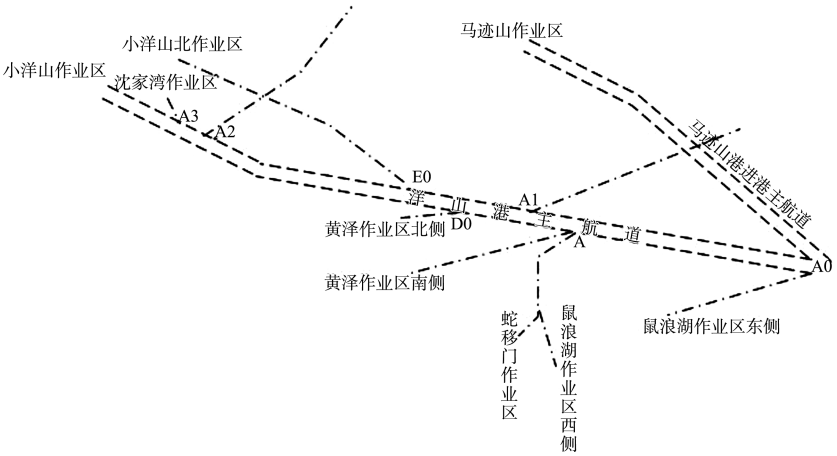 马迹山作业区
小洋山北作业区
小洋山作业区
沈家湾作业区
A3
A2
马迹山港进港主航道
E0
A1
洋山港主航道
D0
黄泽作业区北侧
A
A0
黄泽作业区南侧
蛇移门作业区
鼠浪湖作业区西侧
鼠浪湖作业区东侧